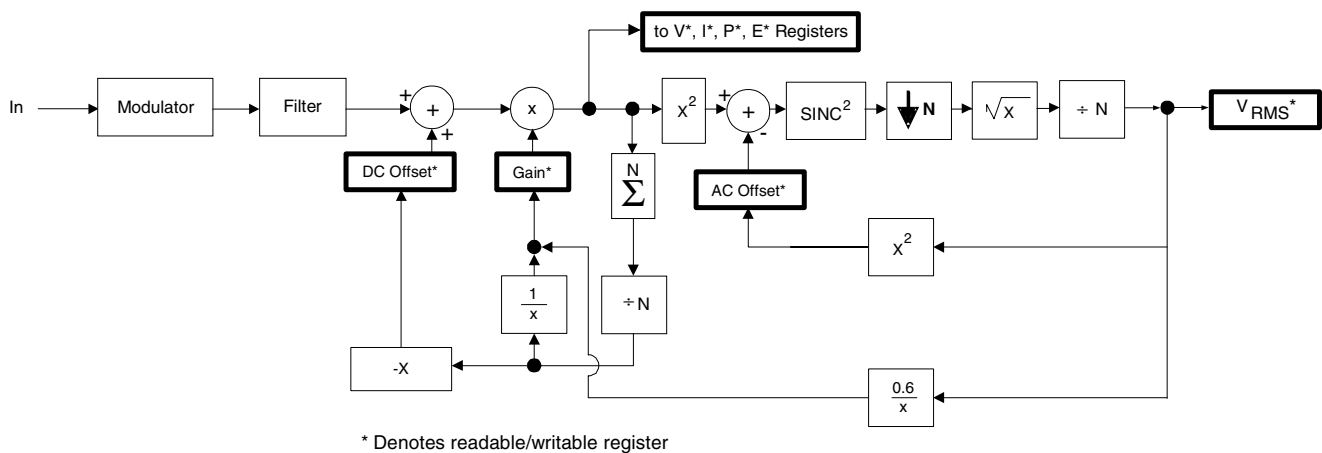 to V*, I*, P*, E* Registers
In
Modulator
Filter
+
+
+
x
X²
+
+
-
SINC²
N
√X
÷ N
V RMS*
DC Offset*
Gain*
N
Σ
AC Offset*
X²
1
x
÷ N
-X
0.6
x
* Denotes readable/writable register